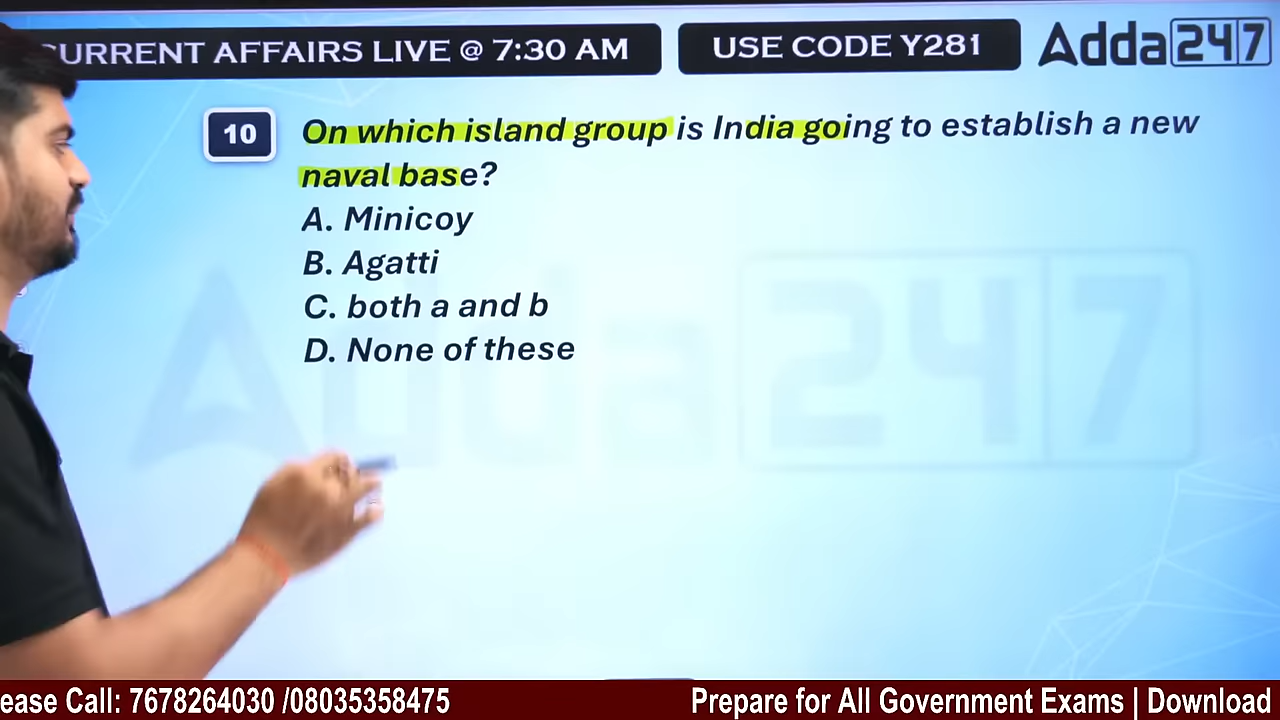 CURRENT AFFAIRS LIVE @ 7:30 AM
USE CODE Y281
Adda247
10
On which island group is India going to establish a new
naval base?
A. Minicoy
B. Agatti
C. both a and b
D. None of these
Adda247
ease Call: 7678264030 /08035358475
Prepare for All Government Exams | Download